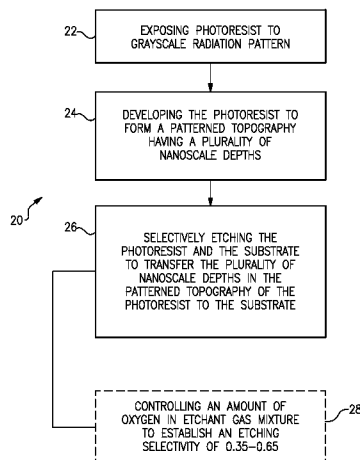 22
EXPOSING PHOTORESIST TO
GRAYSCALE RADIATION PATTERN
24
DEVELOPING THE PHOTORESIST TO
FORM A PATTERNED TOPOGRAPHY
HAVING A PLURALITY OF
NANOSCALE DEPTHS
20
26
SELECTIVELY ETCHING THE
PHOTORESIST AND THE SUBSTRATE
TO TRANSFER THE PLURALITY OF
NANOSCALE DEPTHS IN THE
PATTERNED TOPOGRAPHY OF THE
PHOTORESIST TO THE SUBSTRATE
CONTROLLING AN AMOUNT OF
OXYGEN IN ETCHANT GAS MIXTURE
TO ESTABLISH AN ETCHING
SELECTIVITY OF 0.35–0.65
28